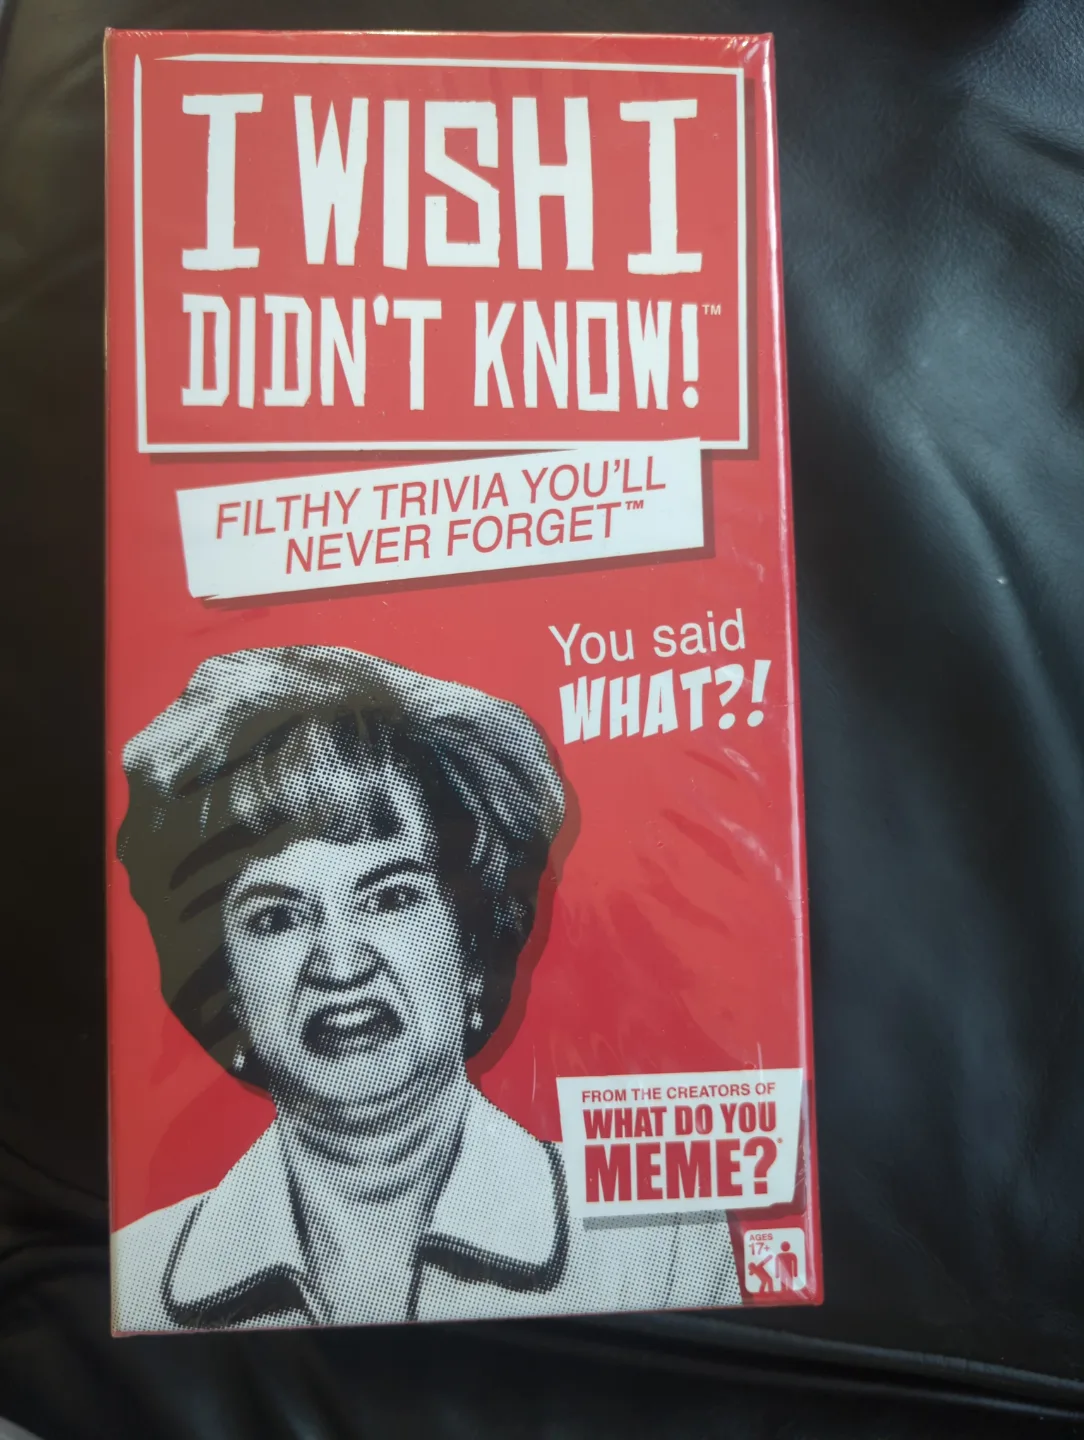 I WISH I
DIDN'T KNOW!™
FILTHY TRIVIA YOU'LL
NEVER FORGET™
You said
WHAT?!
FROM THE CREATORS OF
WHAT DO YOU
MEME?®
AGES
17+